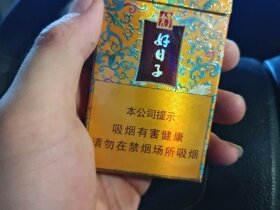 好日子
本公司提示
吸烟有害健康
请勿在禁烟场所吸烟